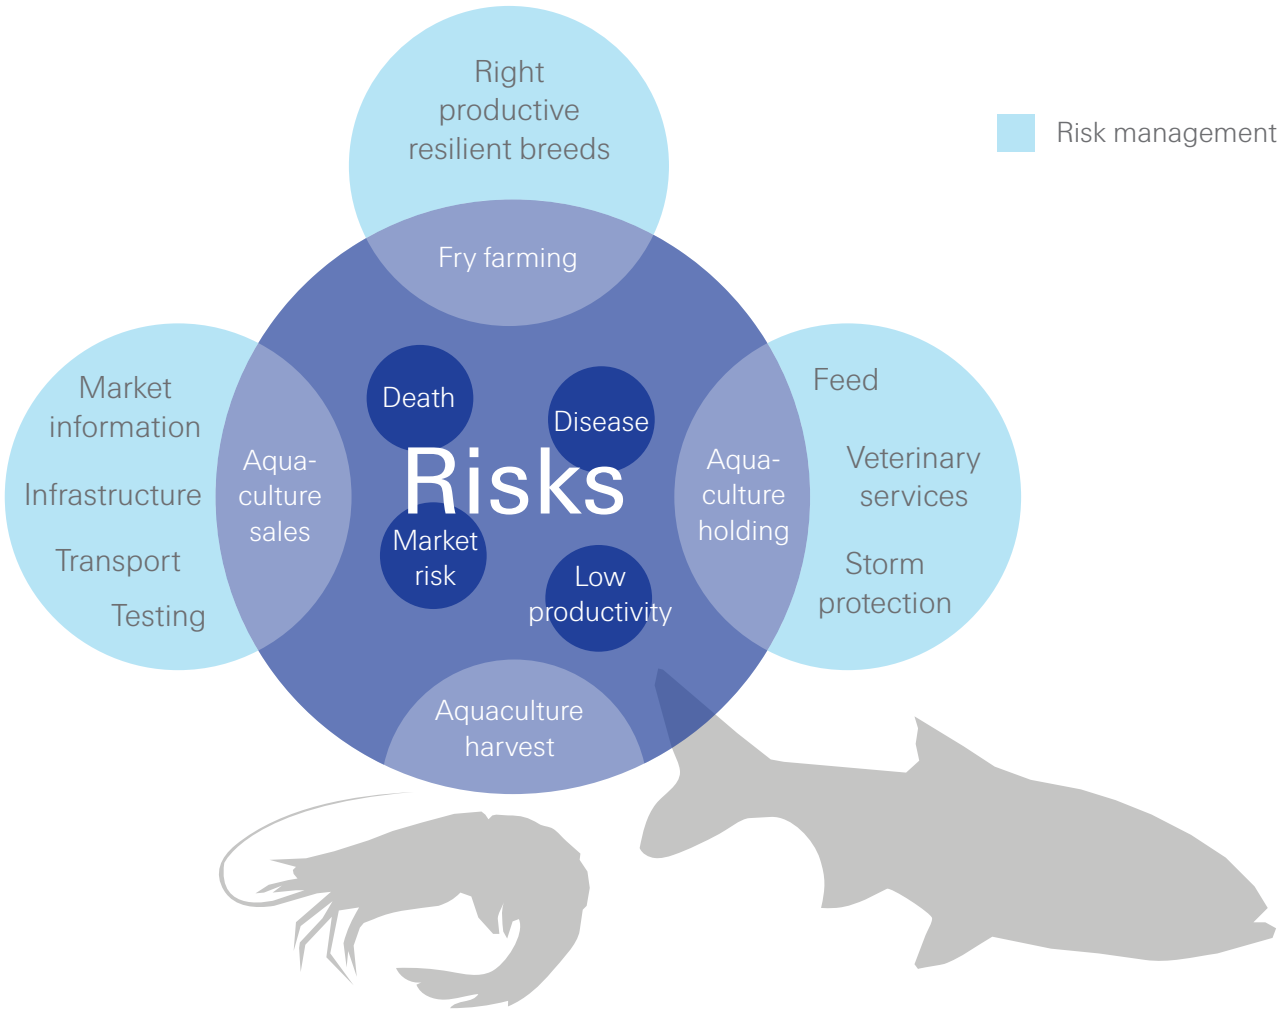 Right
productive
resilient breeds
Risk management
Fry farming
Market
information
Infrastructure
Transport
Testing
Aqua-
culture
sales
Death
Disease
Risks
Market
risk
Low
productivity
Aqua-
culture
holding
Feed
Veterinary
services
Storm
protection
Aquaculture
harvest